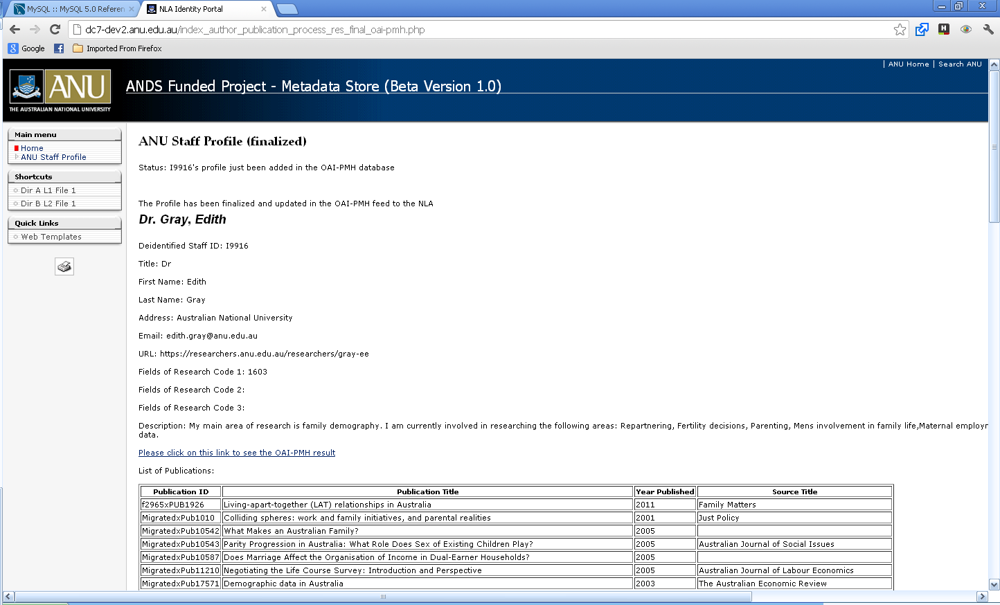 MySQL :: MySQL 5.0 Referen
NLA Identity Portal
dc7-dev2.anu.edu.au/index_author_publication_process_res_final_oai-pmh.php
Google
Imported From Firefox
| ANU Home | Search ANU
ANU
THE AUSTRALIAN NATIONAL UNIVERSITY
ANDS Funded Project - Metadata Store (Beta Version 1.0)
Main menu
Home
ANU Staff Profile
Shortcuts
Dir A L1 File 1
Dir B L2 File 1
Quick Links
Web Templates
ANU Staff Profile (finalized)
Status: I9916's profile just been added in the OAI-PMH database
The Profile has been finalized and updated in the OAI-PMH feed to the NLA
Dr. Gray, Edith
Deidentified Staff ID: I9916
Title: Dr
First Name: Edith
Last Name: Gray
Address: Australian National University
Email: edith.gray@anu.edu.au
URL: https://researchers.anu.edu.au/researchers/gray-ee
Fields of Research Code 1: 1603
Fields of Research Code 2:
Fields of Research Code 3:
Description: My main area of research is family demography. I am currently involved in researching the following areas: Repartnering, Fertility decisions, Parenting, Mens involvement in family life,Maternal employr
data.
Please click on this link to see the OAI-PMH result
List of Publications:
Publication ID Publication Title Year Published Source Title
f2965xPUB1926 Living-apart-together (LAT) relationships in Australia 2011 Family Matters
MigratedxPub1010 Colliding spheres: work and family initiatives, and parental realities 2001 Just Policy
MigratedxPub10542 What Makes an Australian Family? 2005
MigratedxPub10543 Parity Progression in Australia: What Role Does Sex of Existing Children Play? 2005 Australian Journal of Social Issues
MigratedxPub10587 Does Marriage Affect the Organisation of Income in Dual-Earner Households? 2005
MigratedxPub11210 Negotiating the Life Course Survey: Introduction and Perspective 2005 Australian Journal of Labour Economics
MigratedxPub17571 Demographic data in Australia 2003 The Australian Economic Review